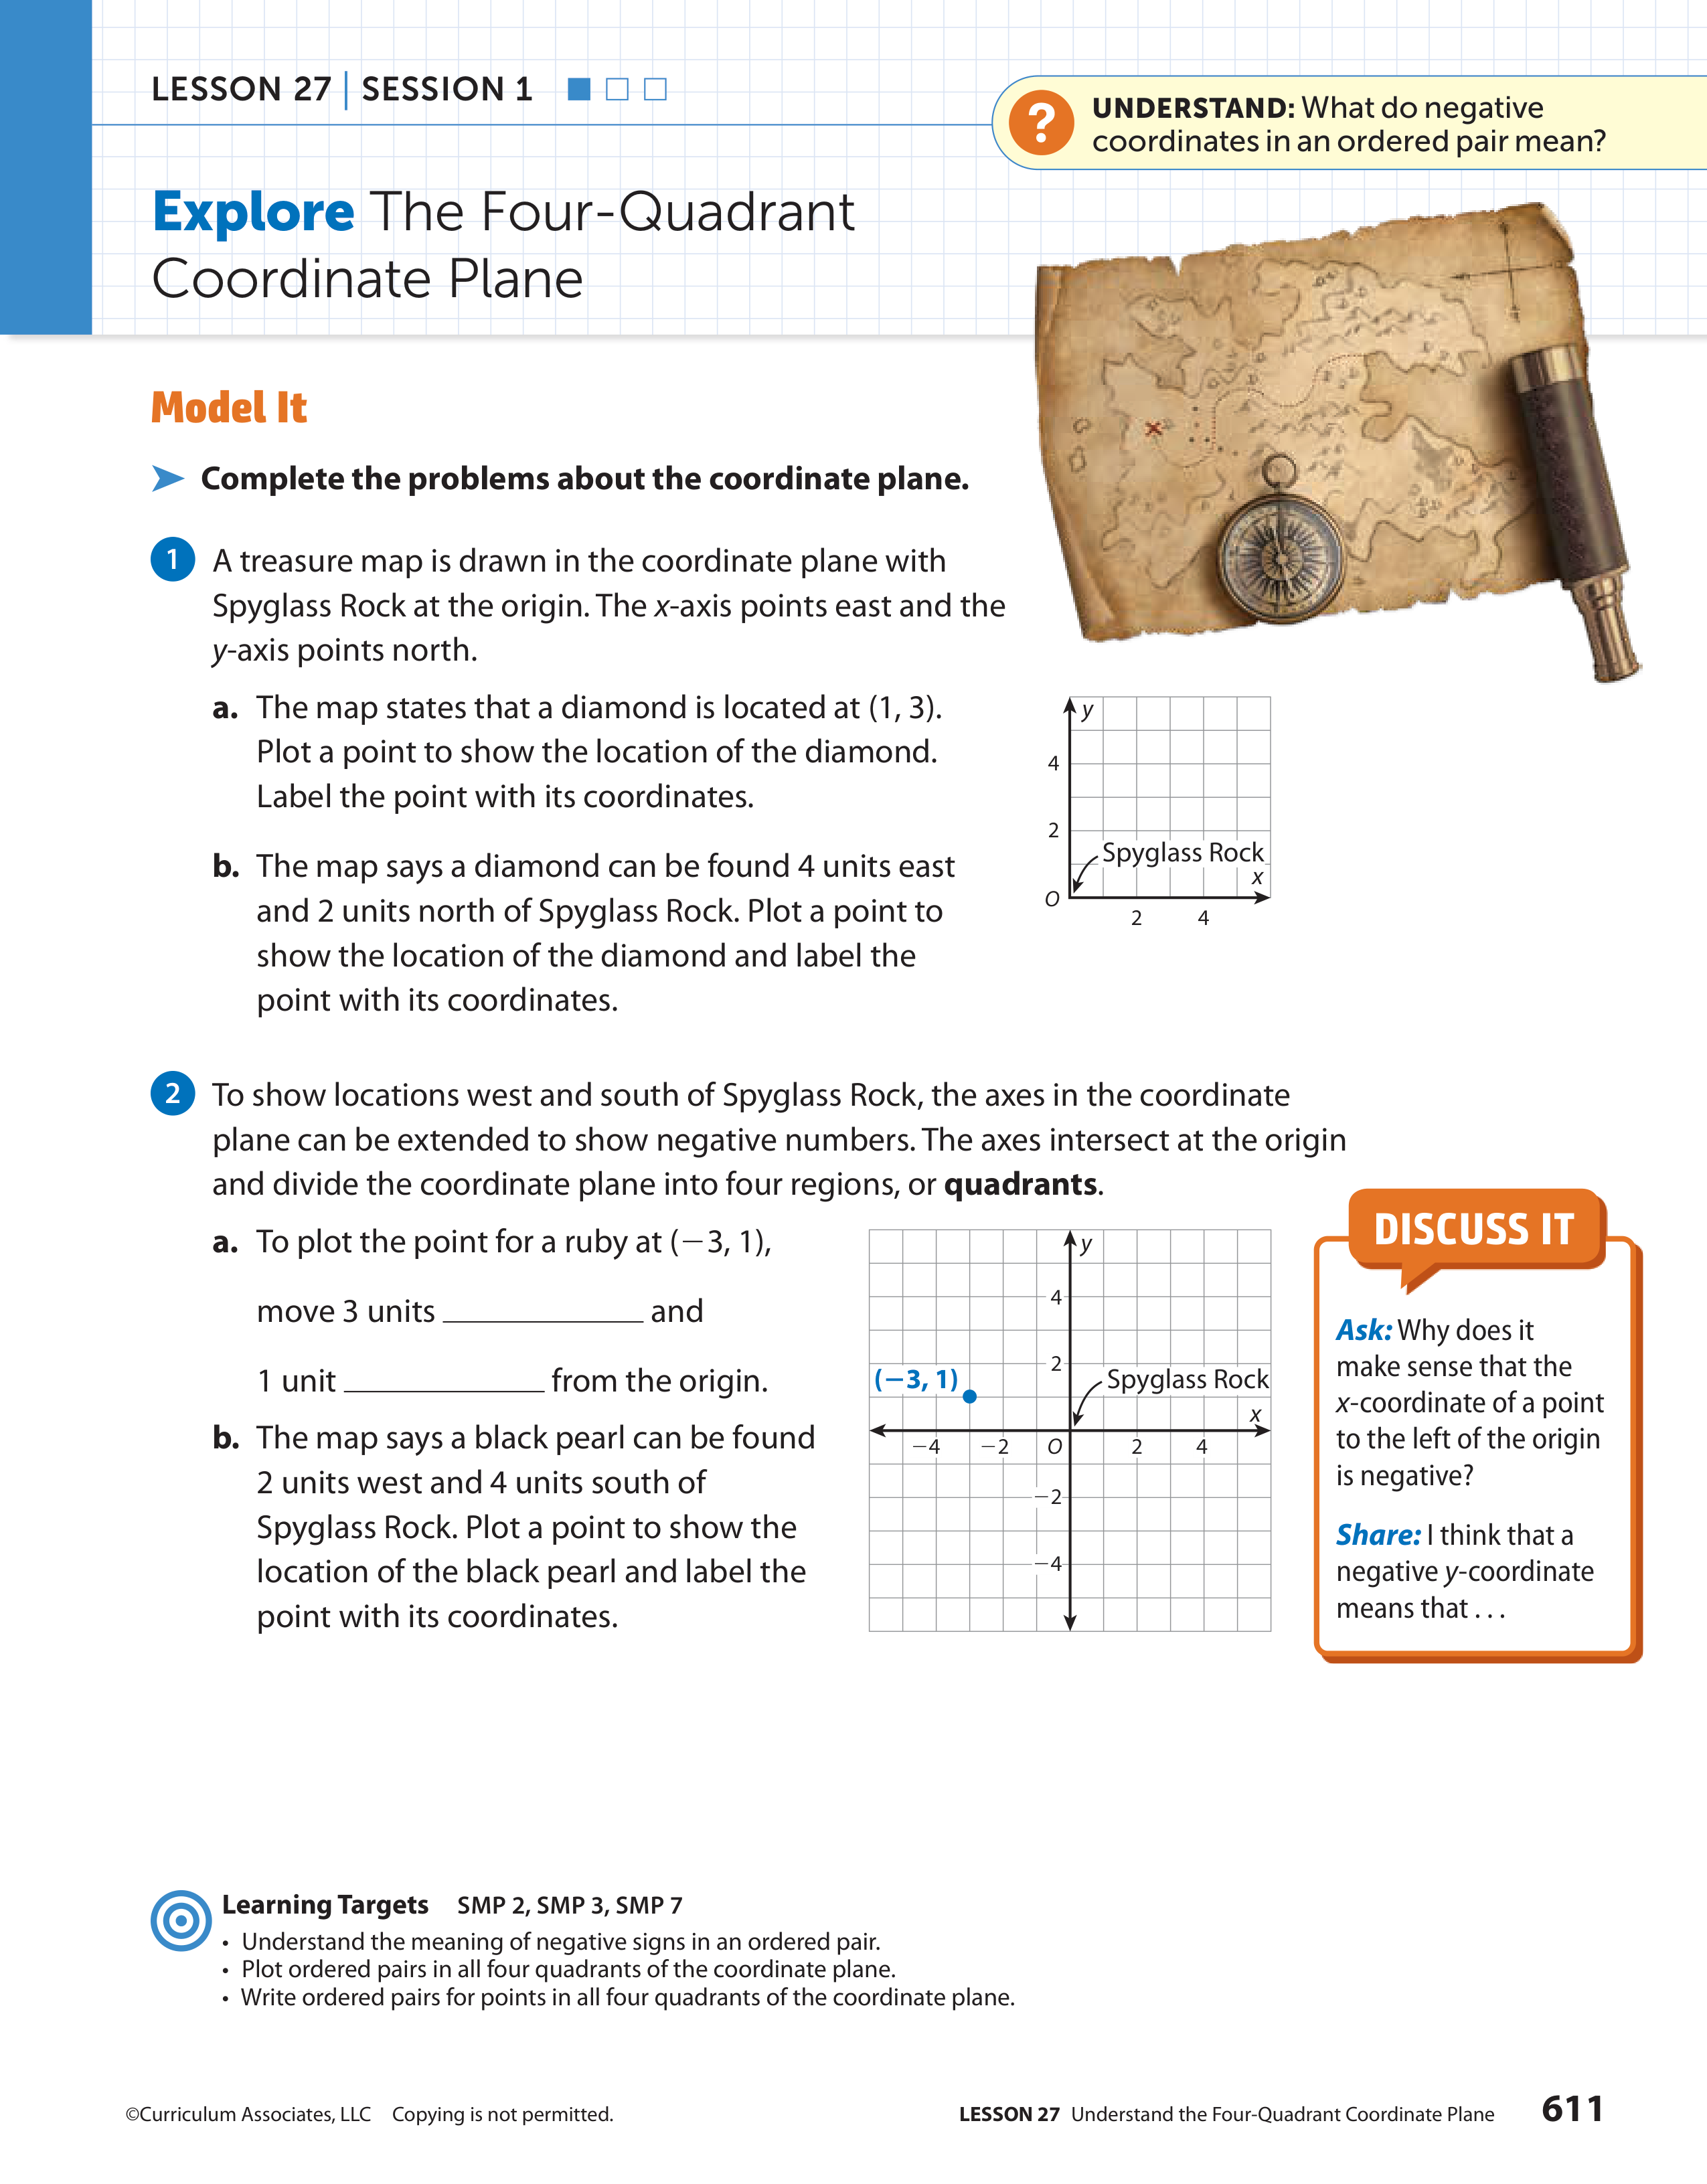 LESSON 27 | SESSION 1
UNDERSTAND: What do negative
coordinates in an ordered pair mean?
Explore The Four-Quadrant
Coordinate Plane
Model It
Complete the problems about the coordinate plane.
1 A treasure map is drawn in the coordinate plane with
Spyglass Rock at the origin. The x-axis points east and the
y-axis points north.
a. The map states that a diamond is located at (1, 3).
Plot a point to show the location of the diamond.
Label the point with its coordinates.
b. The map says a diamond can be found 4 units east
and 2 units north of Spyglass Rock. Plot a point to
show the location of the diamond and label the
point with its coordinates.
y
4
2
Spyglass Rock
x
O
2 4
2 To show locations west and south of Spyglass Rock, the axes in the coordinate
plane can be extended to show negative numbers. The axes intersect at the origin
and divide the coordinate plane into four regions, or quadrants.
a. To plot the point for a ruby at (−3, 1),
move 3 units ____________ and
1 unit ____________ from the origin.
b. The map says a black pearl can be found
2 units west and 4 units south of
Spyglass Rock. Plot a point to show the
location of the black pearl and label the
point with its coordinates.
y
4
2
(−3, 1)
Spyglass Rock
x
−4 −2 O 2 4
−2
−4
DISCUSS IT
Ask: Why does it
make sense that the
x-coordinate of a point
to the left of the origin
is negative?
Share: I think that a
negative y-coordinate
means that . . .
Learning Targets SMP 2, SMP 3, SMP 7
• Understand the meaning of negative signs in an ordered pair.
• Plot ordered pairs in all four quadrants of the coordinate plane.
• Write ordered pairs for points in all four quadrants of the coordinate plane.
©Curriculum Associates, LLC Copying is not permitted.
LESSON 27 Understand the Four-Quadrant Coordinate Plane 611